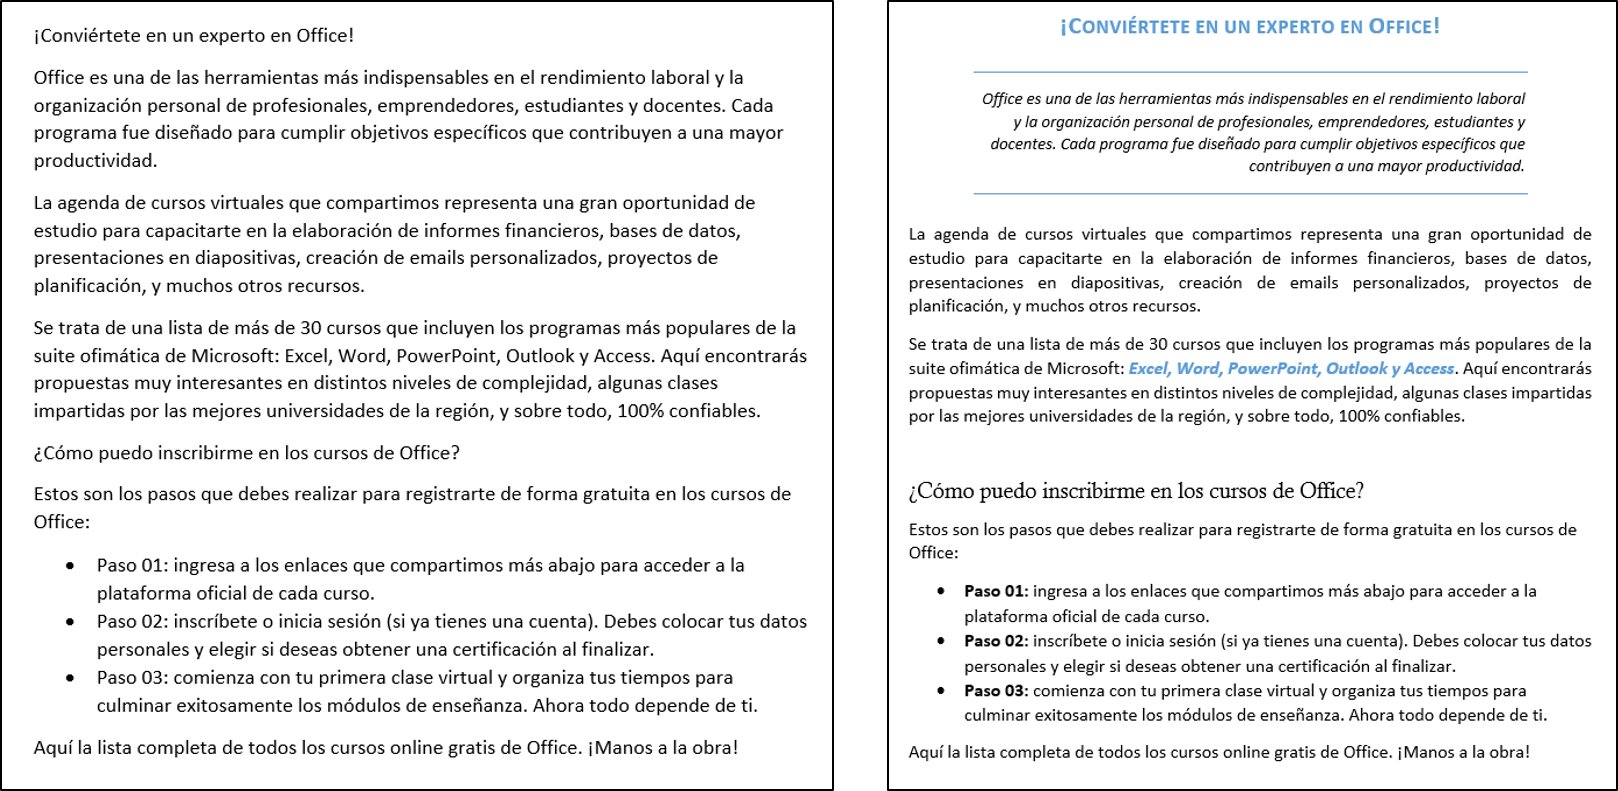 ¡Conviértete en un experto en Office!
Office es una de las herramientas más indispensables en el rendimiento laboral y la
organización personal de profesionales, emprendedores, estudiantes y docentes. Cada
programa fue diseñado para cumplir objetivos específicos que contribuyen a una mayor
productividad.
La agenda de cursos virtuales que compartimos representa una gran oportunidad de
estudio para capacitarte en la elaboración de informes financieros, bases de datos,
presentaciones en diapositivas, creación de emails personalizados, proyectos de
planificación, y muchos otros recursos.
Se trata de una lista de más de 30 cursos que incluyen los programas más populares de la
suite ofimática de Microsoft: Excel, Word, PowerPoint, Outlook y Access. Aquí encontrarás
propuestas muy interesantes en distintos niveles de complejidad, algunas clases
impartidas por las mejores universidades de la región, y sobre todo, 100% confiables.
¿Cómo puedo inscribirme en los cursos de Office?
Estos son los pasos que debes realizar para registrarte de forma gratuita en los cursos de
Office:
• Paso 01: ingresa a los enlaces que compartimos más abajo para acceder a la
plataforma oficial de cada curso.
• Paso 02: inscríbete o inicia sesión (si ya tienes una cuenta). Debes colocar tus datos
personales y elegir si deseas obtener una certificación al finalizar.
• Paso 03: comienza con tu primera clase virtual y organiza tus tiempos para
culminar exitosamente los módulos de enseñanza. Ahora todo depende de ti.
Aquí la lista completa de todos los cursos online gratis de Office. ¡Manos a la obra!
¡CONVIÉRTETE EN UN EXPERTO EN OFFICE!
Office es una de las herramientas más indispensables en el rendimiento laboral
y la organización personal de profesionales, emprendedores, estudiantes y
docentes. Cada programa fue diseñado para cumplir objetivos específicos que
contribuyen a una mayor productividad.
La agenda de cursos virtuales que compartimos representa una gran oportunidad de
estudio para capacitarte en la elaboración de informes financieros, bases de datos,
presentaciones en diapositivas, creación de emails personalizados, proyectos de
planificación, y muchos otros recursos.
Se trata de una lista de más de 30 cursos que incluyen los programas más populares de la
suite ofimática de Microsoft: Excel, Word, PowerPoint, Outlook y Access. Aquí encontrarás
propuestas muy interesantes en distintos niveles de complejidad, algunas clases impartidas
por las mejores universidades de la región, y sobre todo, 100% confiables.
¿Cómo puedo inscribirme en los cursos de Office?
Estos son los pasos que debes realizar para registrarte de forma gratuita en los cursos de
Office:
• Paso 01: ingresa a los enlaces que compartimos más abajo para acceder a la
plataforma oficial de cada curso.
• Paso 02: inscríbete o inicia sesión (si ya tienes una cuenta). Debes colocar tus datos
personales y elegir si deseas obtener una certificación al finalizar.
• Paso 03: comienza con tu primera clase virtual y organiza tus tiempos para
culminar exitosamente los módulos de enseñanza. Ahora todo depende de ti.
Aquí la lista completa de todos los cursos online gratis de Office. ¡Manos a la obra!